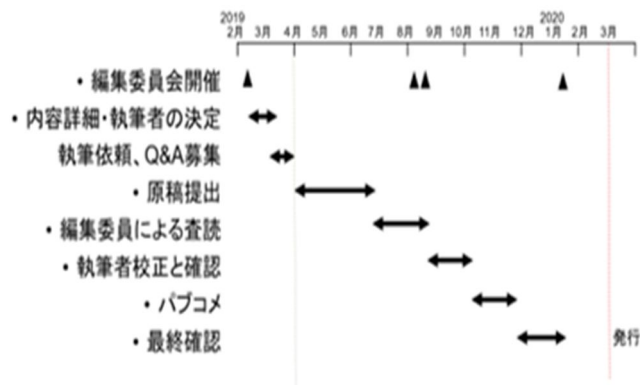 2019 2020
2月 3月 4月 5月 6月 7月 8月 9月 10月 11月 12月 1月 2月 3月
・編集委員会開催
・内容詳細・執筆者の決定
執筆依頼、Q&A募集
・原稿提出
・編集委員による査読
・執筆者校正と確認
・パブコメ
・最終確認 発行